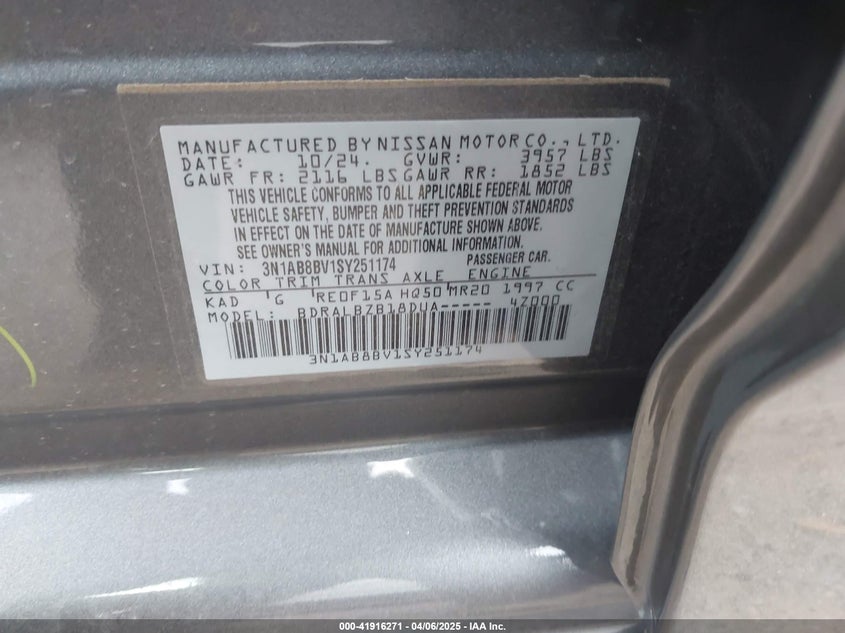 MANUFACTURED BY NISSAN MOTOR CO., LTD.
DATE: 10/24. GVWR: 3957 LBS
GAWR FR: 2116 LBS GAWR RR: 1852 LBS
THIS VEHICLE CONFORMS TO ALL APPLICABLE FEDERAL MOTOR
VEHICLE SAFETY, BUMPER AND THEFT PREVENTION STANDARDS
IN EFFECT ON THE DATE OF MANUFACTURE SHOWN ABOVE.
SEE OWNER'S MANUAL FOR ADDITIONAL INFORMATION.
VIN: 3N1AB8BV1SY251174 PASSENGER CAR.
COLOR TRIM TRANS AXLE ENGINE
KAD G RE0F15A HQ50 MR20 1997 CC
MODEL: BDRALBZB18DUA----- 4Z000
3N1AB8BV1SY251174
000-41916271 | 04/06/2025 | IAA Inc.